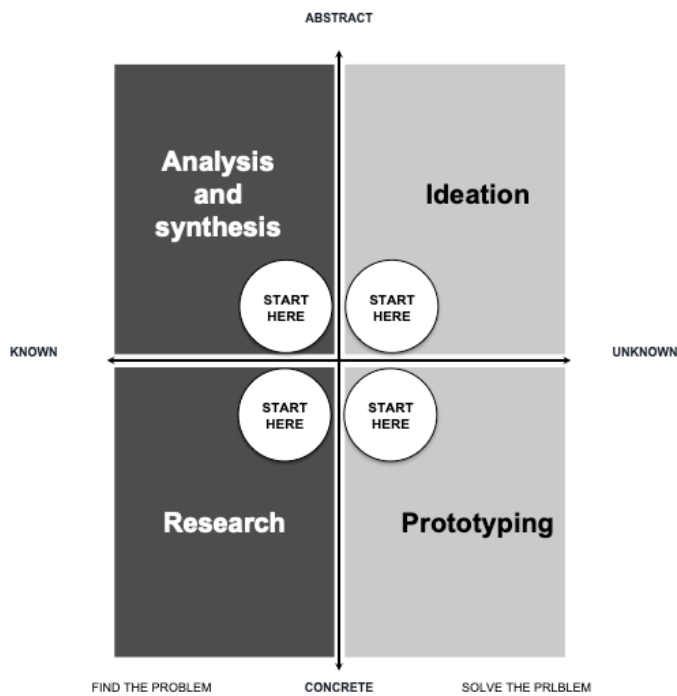 ABSTRACT
Analysis
and
synthesis
Ideation
START
HERE
START
HERE
KNOWN
UNKNOWN
START
HERE
START
HERE
Research
Prototyping
FIND THE PROBLEM
CONCRETE
SOLVE THE PRLBLEM